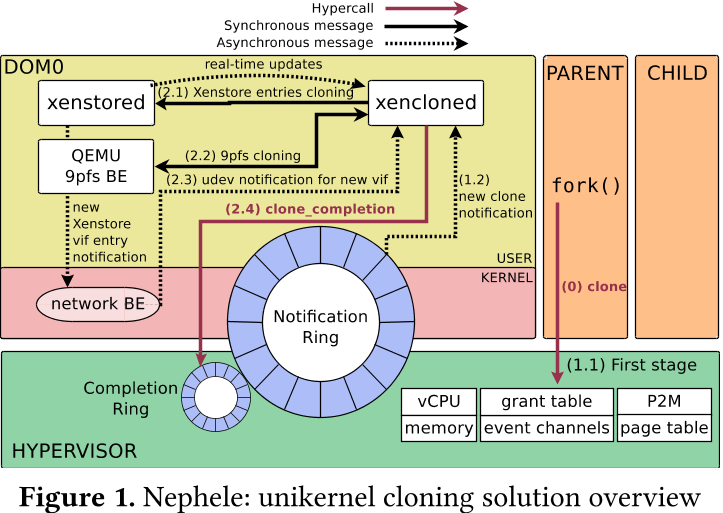 Hypercall
Synchronous message
Asynchronous message
DOM0
real-time updates
xenstored
(2.1) Xenstore entries cloning
xencloned
QEMU
9pfs BE
(2.2) 9pfs cloning
(2.3) udev notification for new vif
(1.2)
new clone
notification
(2.4) clone_completion
new
Xenstore
vif entry
notification
USER
KERNEL
network BE
Notification
Ring
PARENT
CHILD
fork()
(0) clone
(1.1) First stage
Completion
Ring
vCPU
grant table
P2M
memory
event channels
page table
HYPERVISOR
Figure 1. Nephele: unikernel cloning solution overview